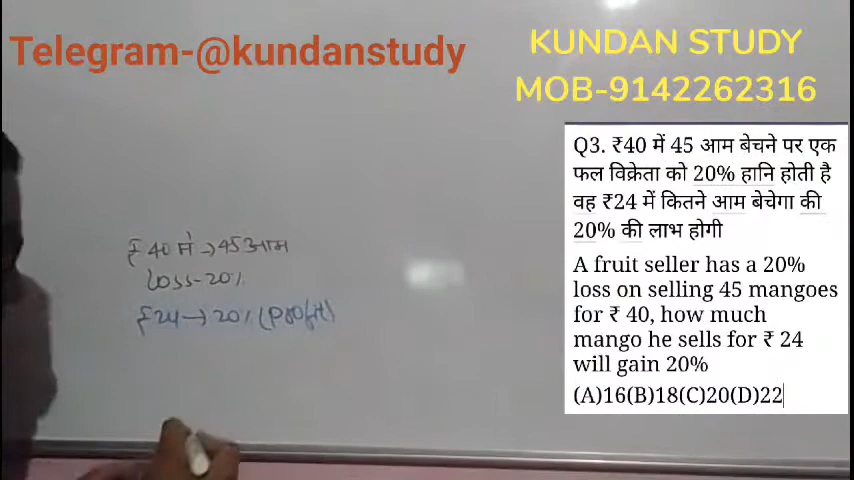 Telegram-@kundanstudy
KUNDAN STUDY
MOB-9142262316
Q3. ₹40 में 45 आम बेचने पर एक
फल विक्रेता को 20% हानि होती है
वह ₹24 में कितने आम बेचेगा की
20% की लाभ होगी
A fruit seller has a 20%
loss on selling 45 mangoes
for ₹ 40, how much
mango he sells for ₹ 24
will gain 20%
(A)16(B)18(C)20(D)22
₹ 40 में → 45 आम
Loss-20%
₹24 → 20% (Profit)